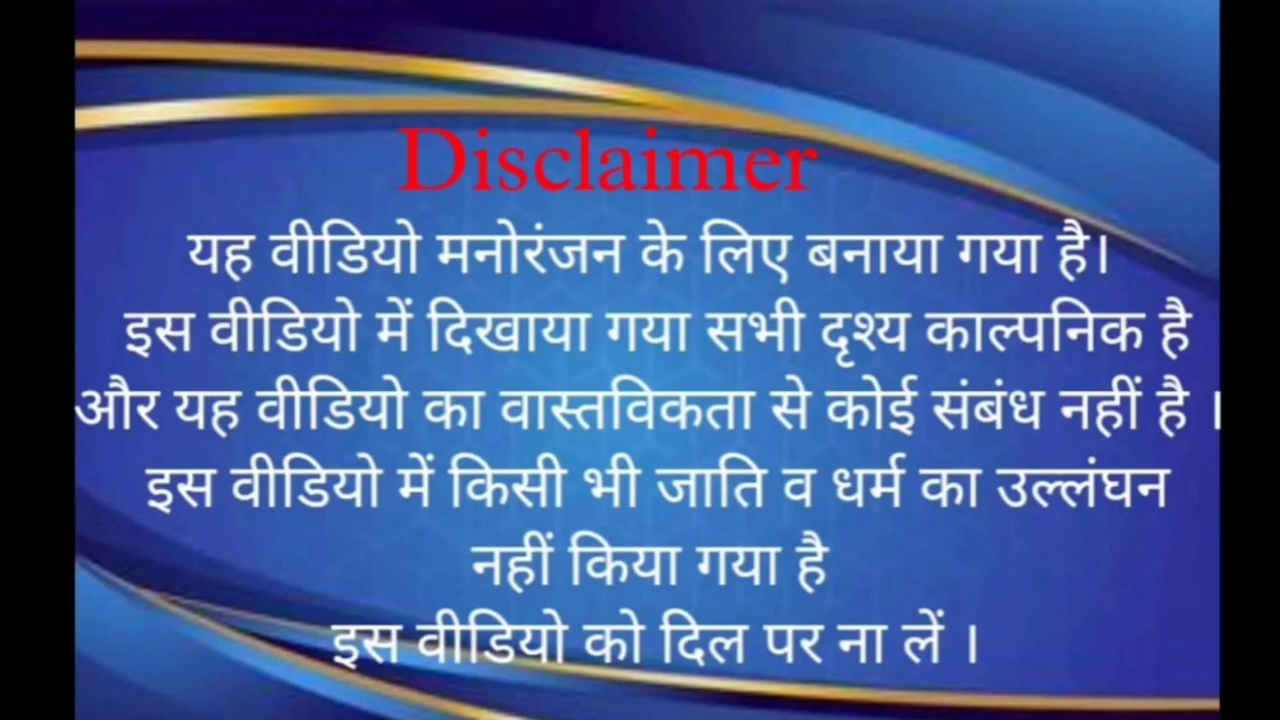 Disclaimer
यह वीडियो मनोरंजन के लिए बनाया गया है।
इस वीडियो में दिखाया गया सभी दृश्य काल्पनिक है
और यह वीडियो का वास्तविकता से कोई संबंध नहीं है ।
इस वीडियो में किसी भी जाति व धर्म का उल्लंघन
नहीं किया गया है
इस वीडियो को दिल पर ना लें ।